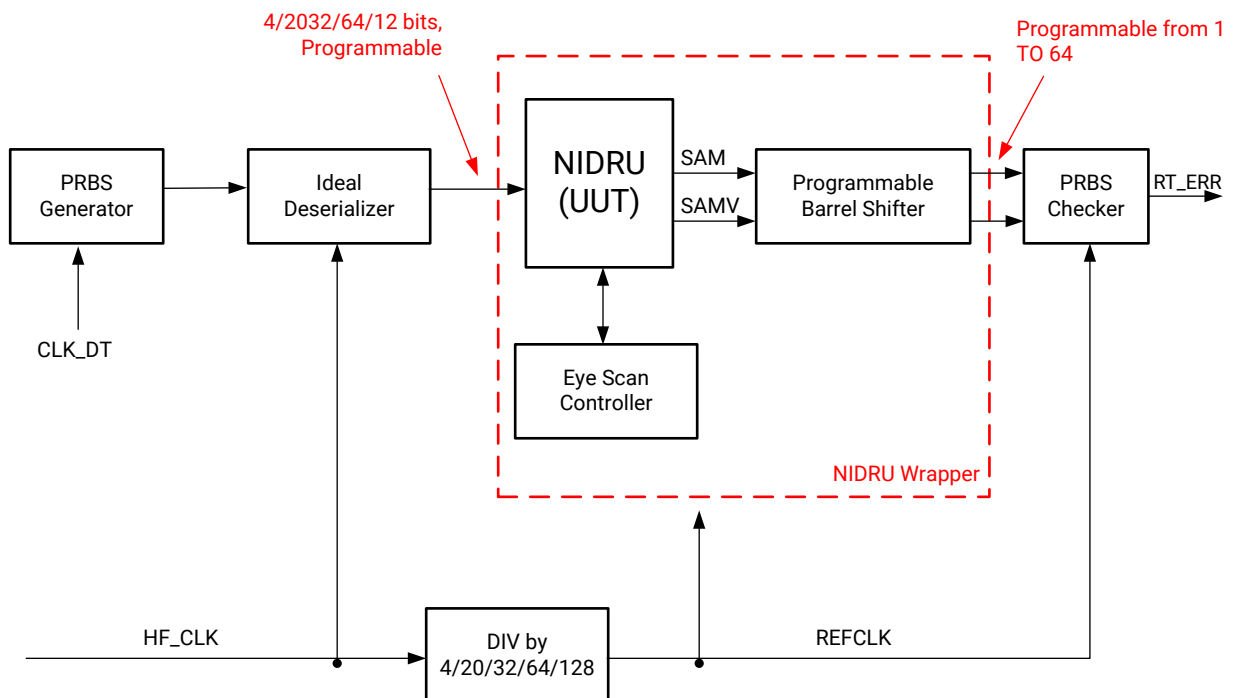 4/2032/64/12 bits,
Programmable
Programmable from 1
TO 64
PRBS
Generator
Ideal
Deserializer
NIDRU
(UUT)
SAM
SAMV
Programmable
Barrel Shifter
PRBS
Checker
RT_ERR
CLK_DT
Eye Scan
Controller
NIDRU Wrapper
HF_CLK
DIV by
4/20/32/64/128
REFCLK